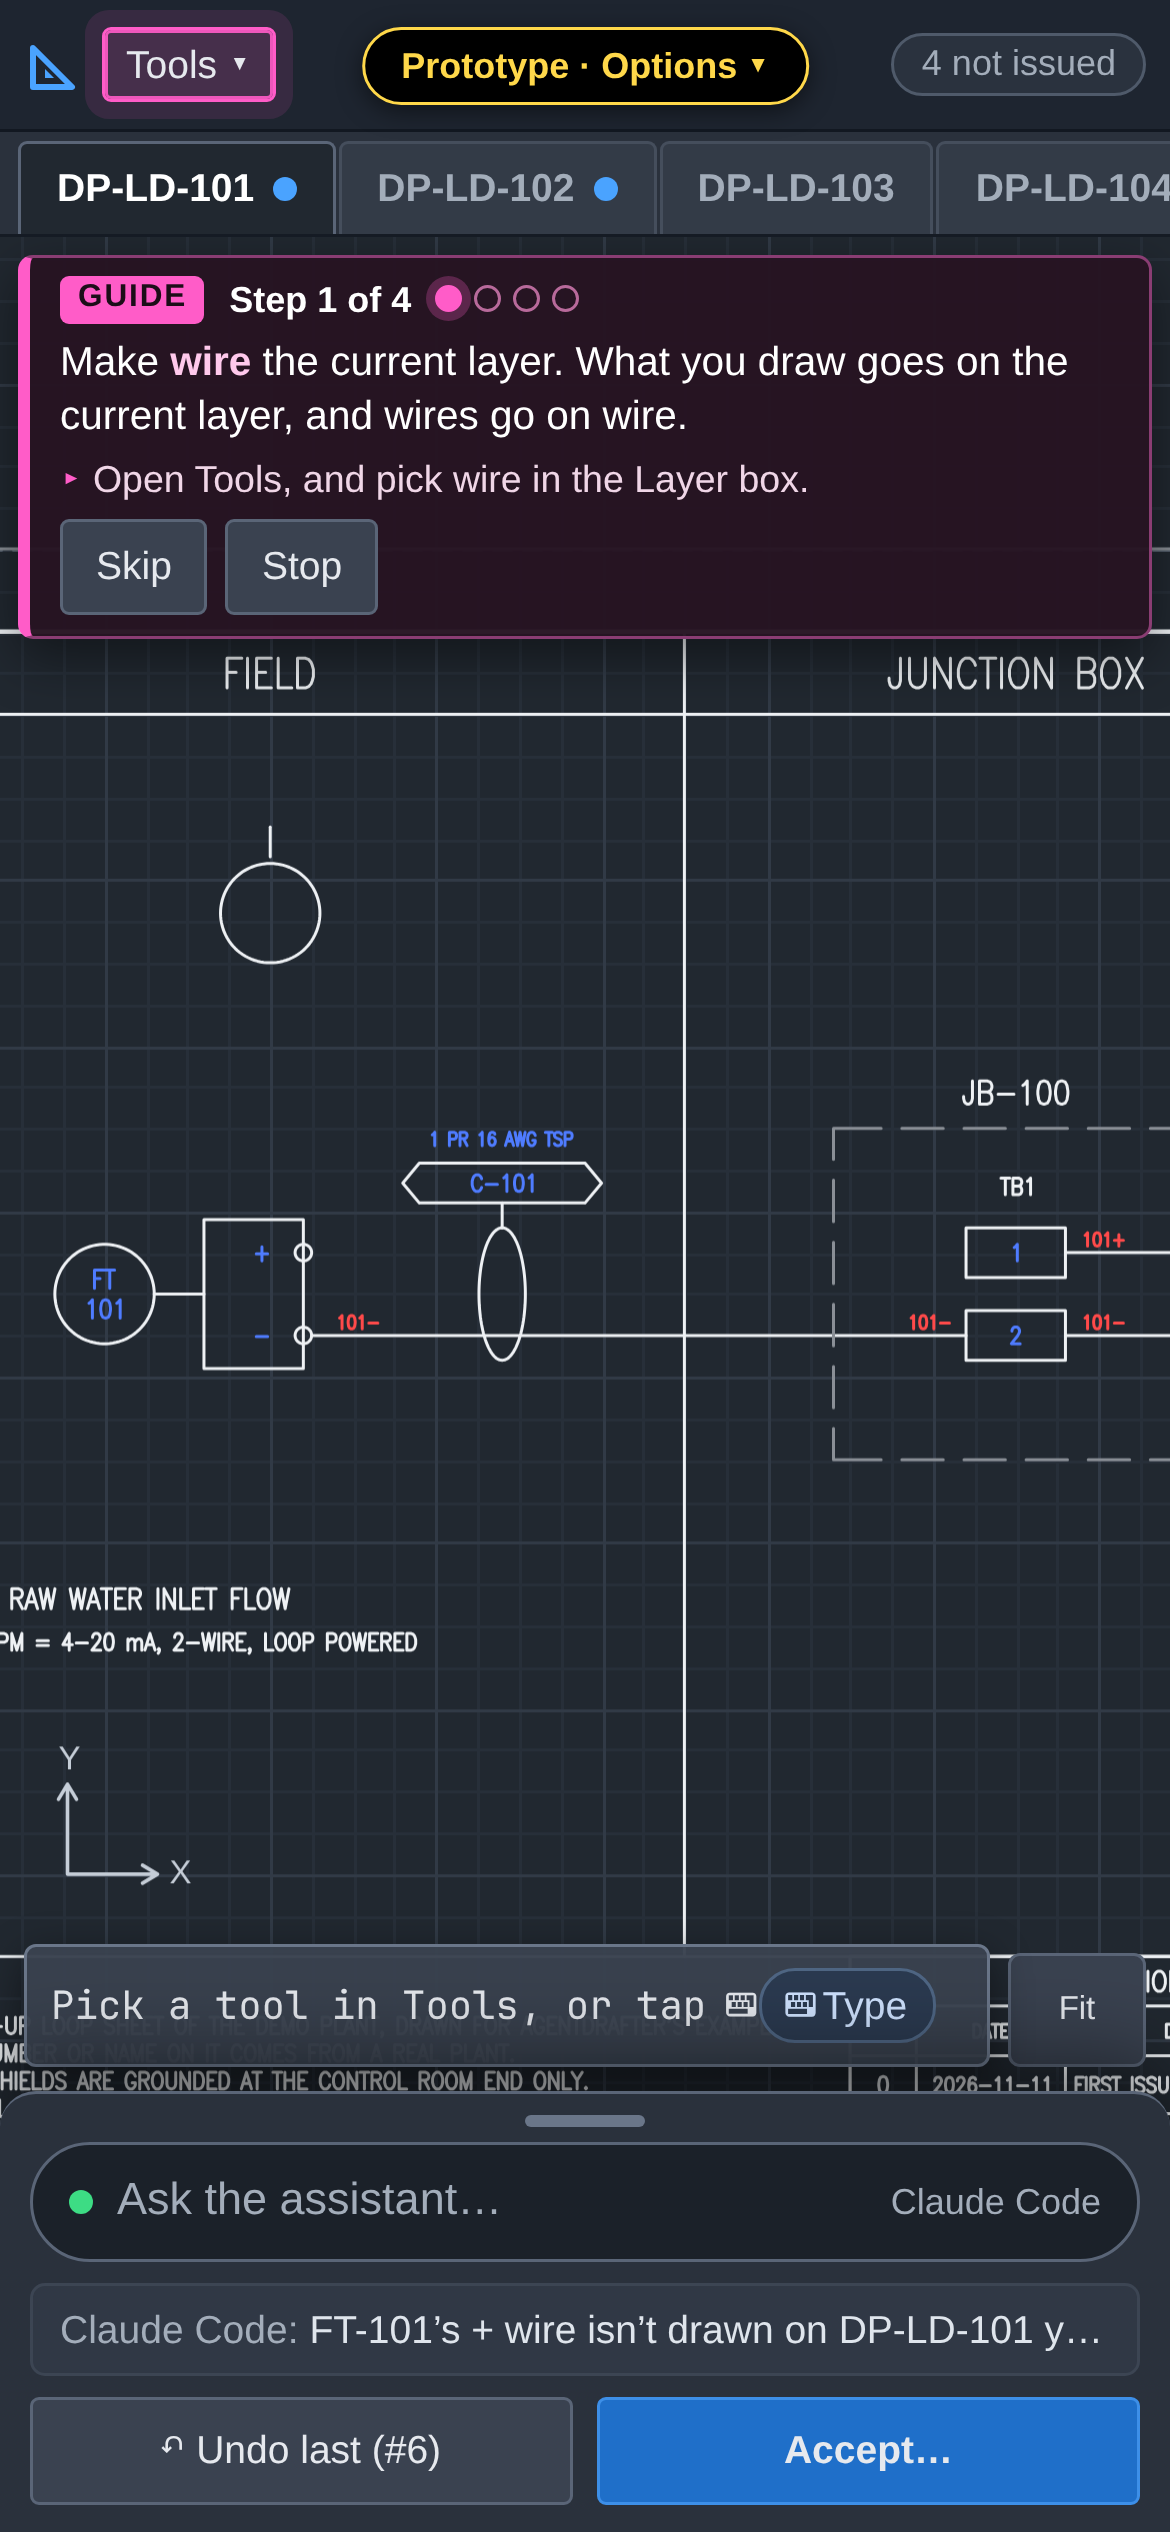 Tools ▼
Prototype · Options ▼
4 not issued
DP-LD-101
DP-LD-102
DP-LD-103
DP-LD-104
GUIDE
Step 1 of 4
Make wire the current layer. What you draw goes on the
current layer, and wires go on wire.
▸ Open Tools, and pick wire in the Layer box.
Skip
Stop
FIELD
JUNCTION BOX
JB-100
1 PR 16 AWG TSP
C-101
TB1
+
1
101+
FT
101
−
101-
101-
2
101-
RAW WATER INLET FLOW
PM = 4-20 mA, 2-WIRE, LOOP POWERED
Y
X
Pick a tool in Tools, or tap ⌨
⌨ Type
Fit
HIELDS ARE GROUNDED AT THE CONTROL ROOM END ONLY.
0
2026-11-11
FIRST ISSU
Ask the assistant…
Claude Code
Claude Code: FT-101’s + wire isn’t drawn on DP-LD-101 y…
Undo last (#6)
Accept…